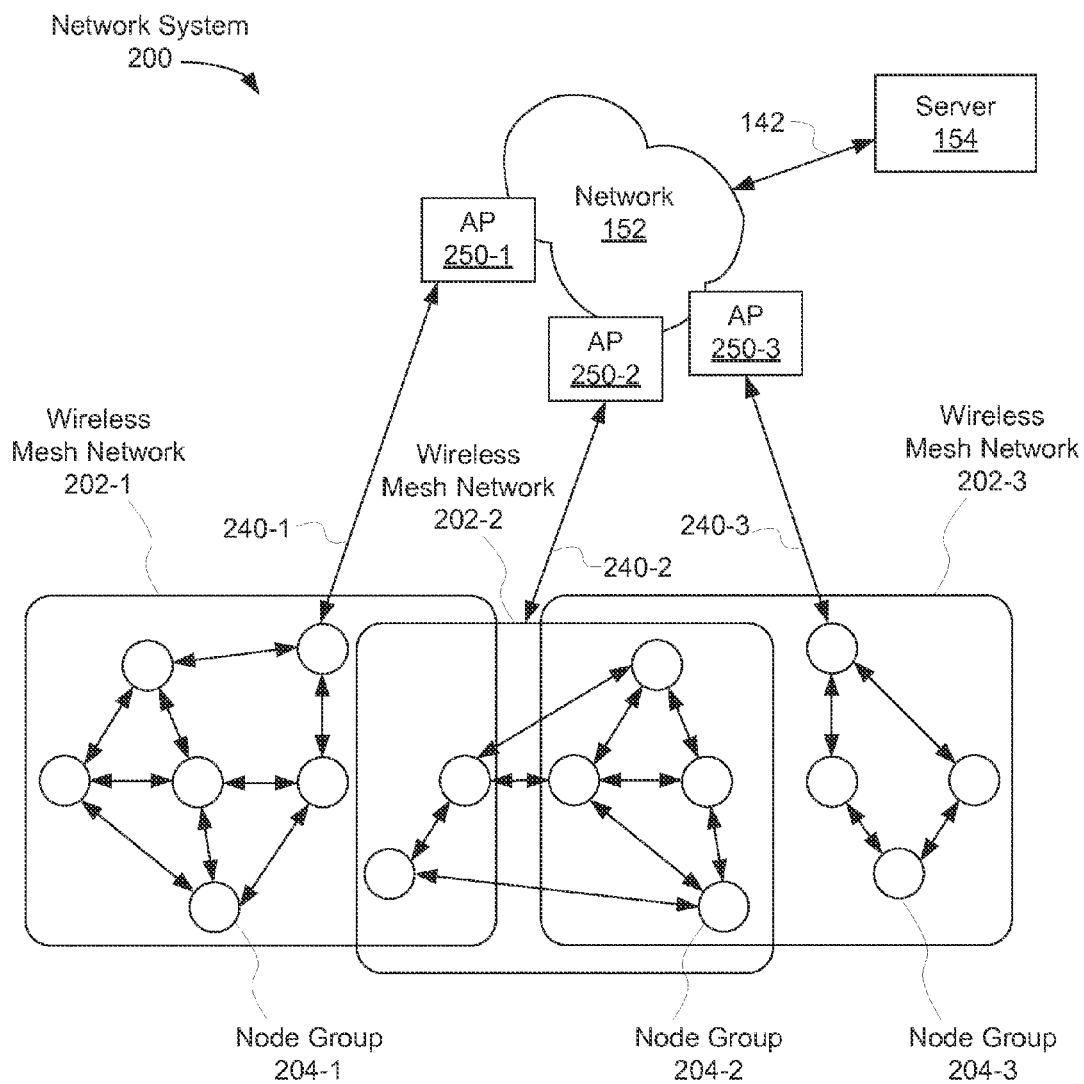 Network System
200
Server
154
142
Network
152
AP
250-1
AP
250-2
AP
250-3
Wireless
Mesh Network
202-1
Wireless
Mesh Network
202-2
Wireless
Mesh Network
202-3
240-1
240-2
240-3
Node Group
204-1
Node Group
204-2
Node Group
204-3